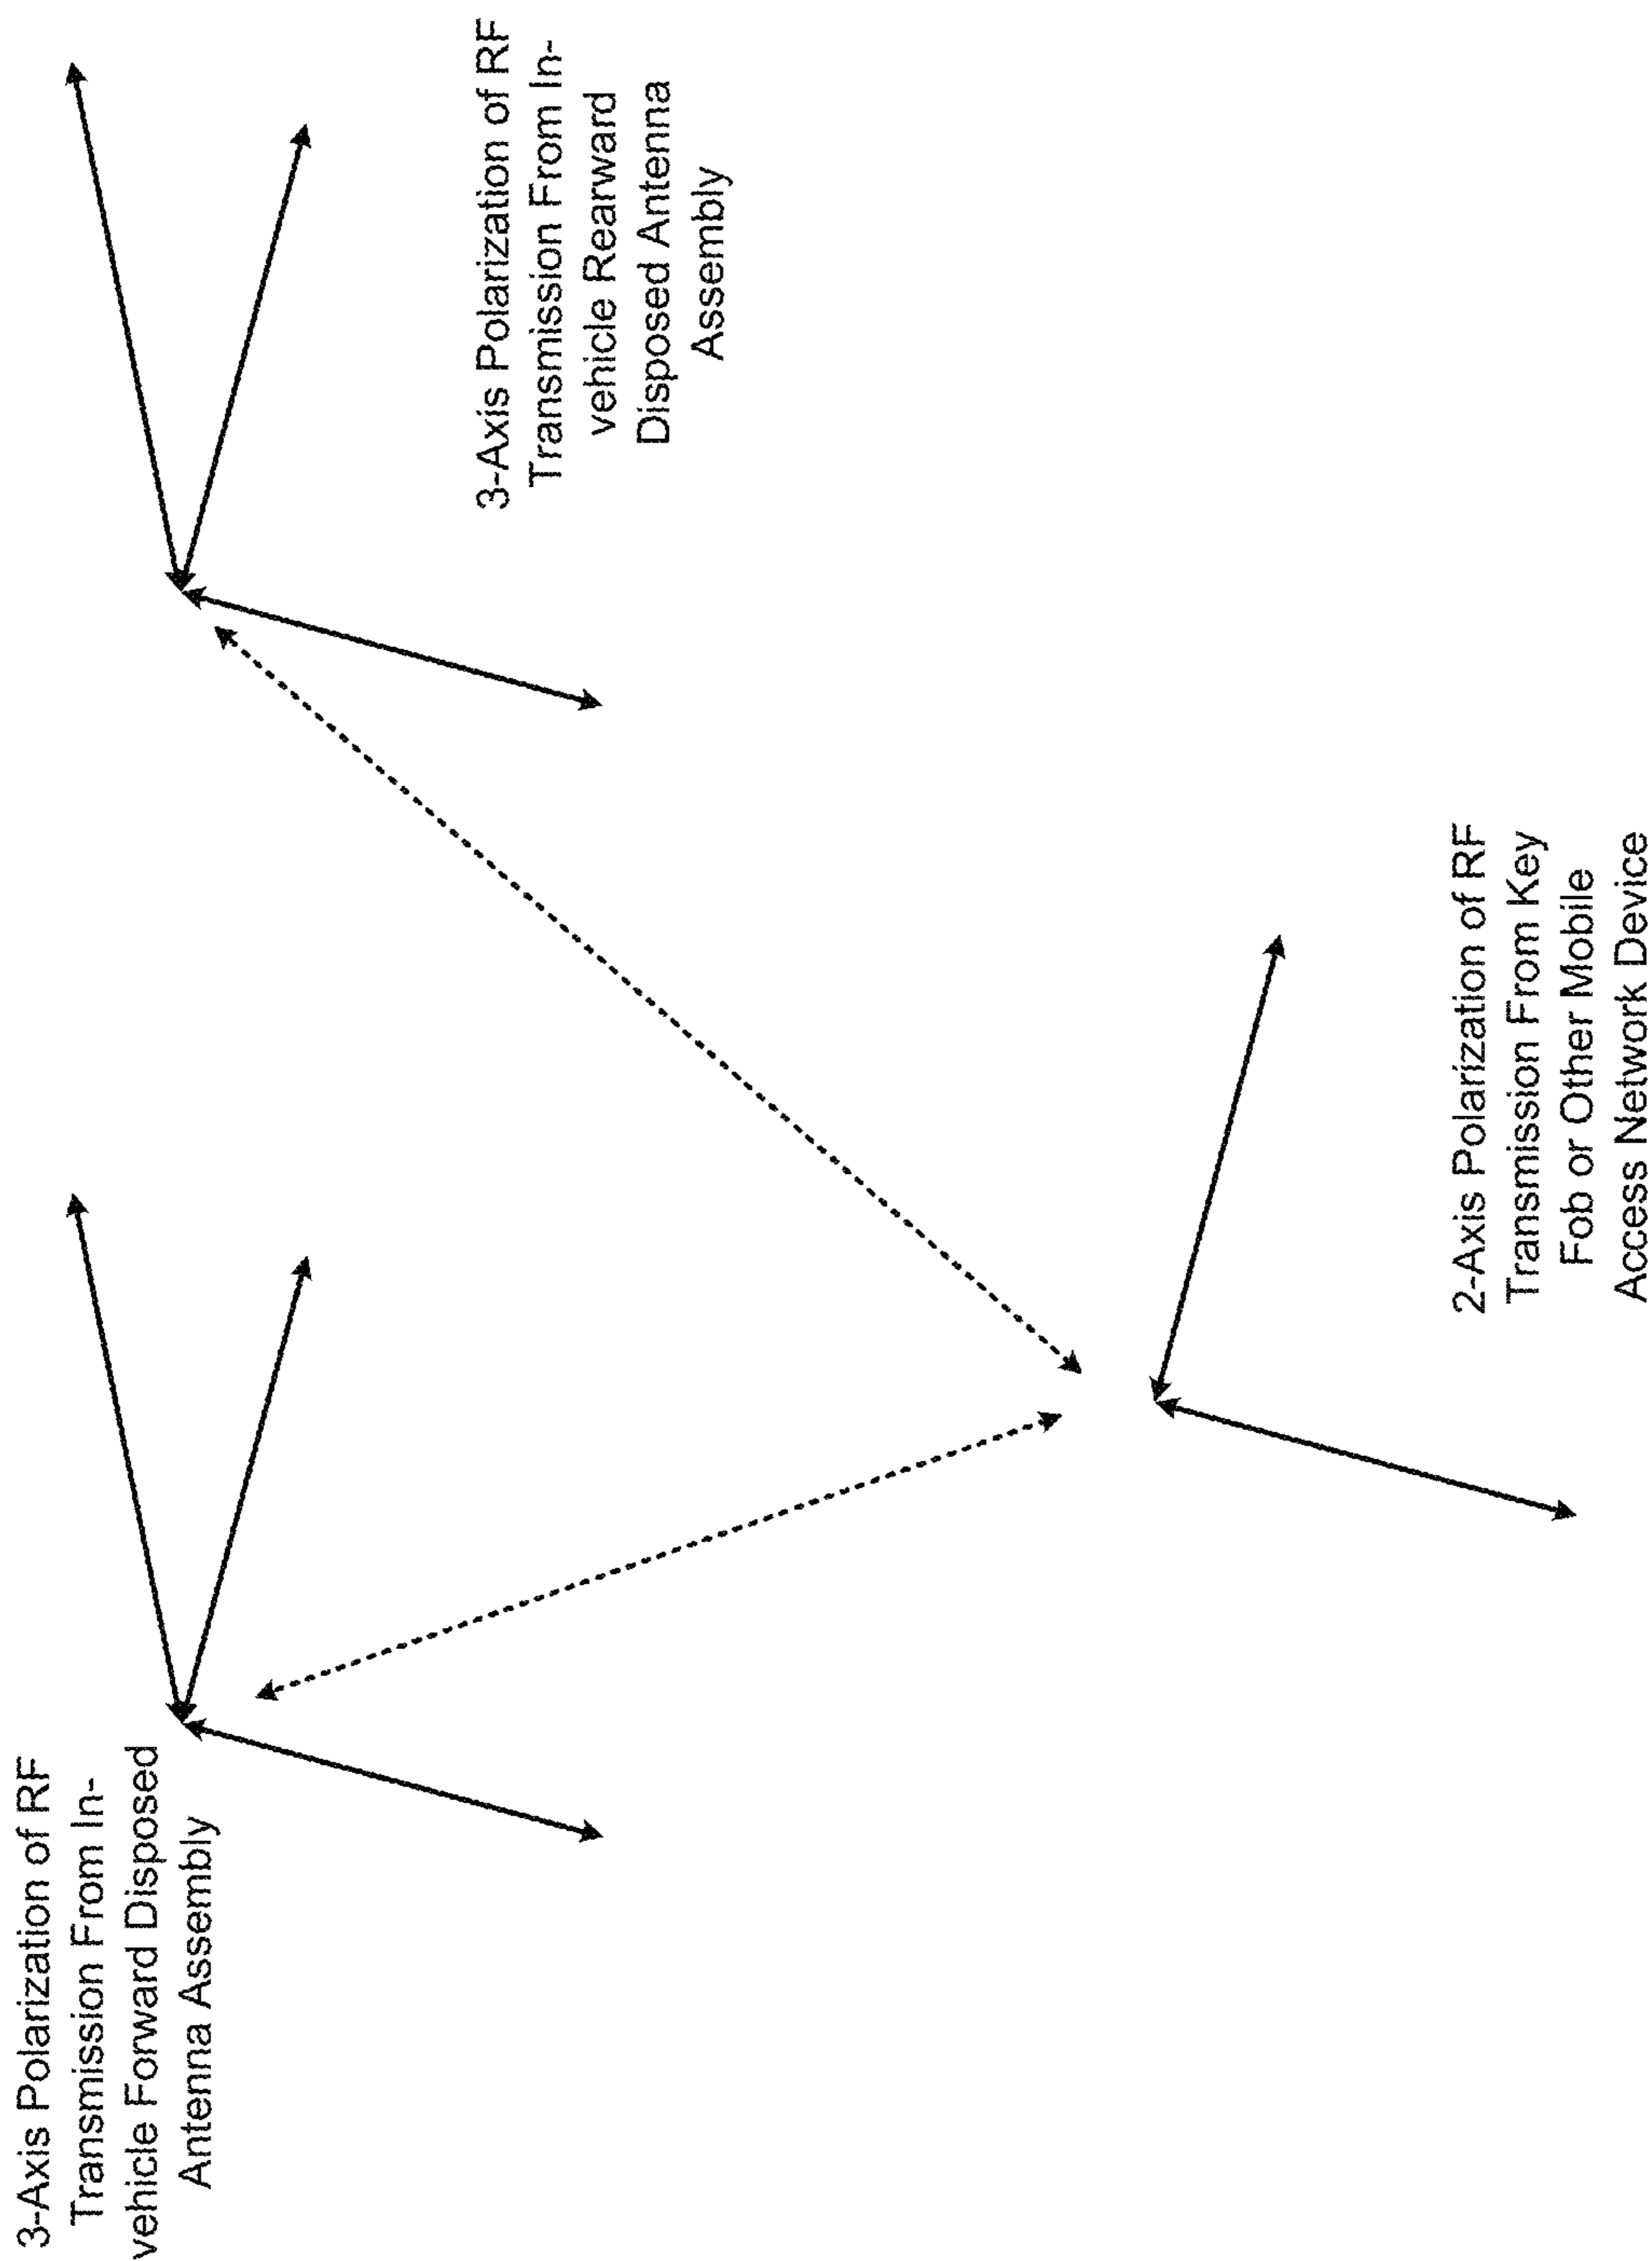 3-Axis Polarization of RF
Transmission From In-
vehicle Forward Disposed
Antenna Assembly
3-Axis Polarization of RF
Transmission From In-
vehicle Rearward
Disposed Antenna
Assembly
2-Axis Polarization of RF
Transmission From Key
Fob or Other Mobile
Access Network Device